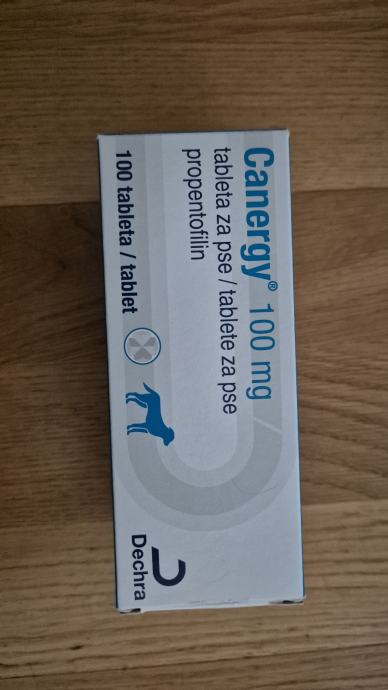 Canergy® 100 mg
tableta za pse / tablete za pse
propentofilin
100 tableta / tablet
Dechra